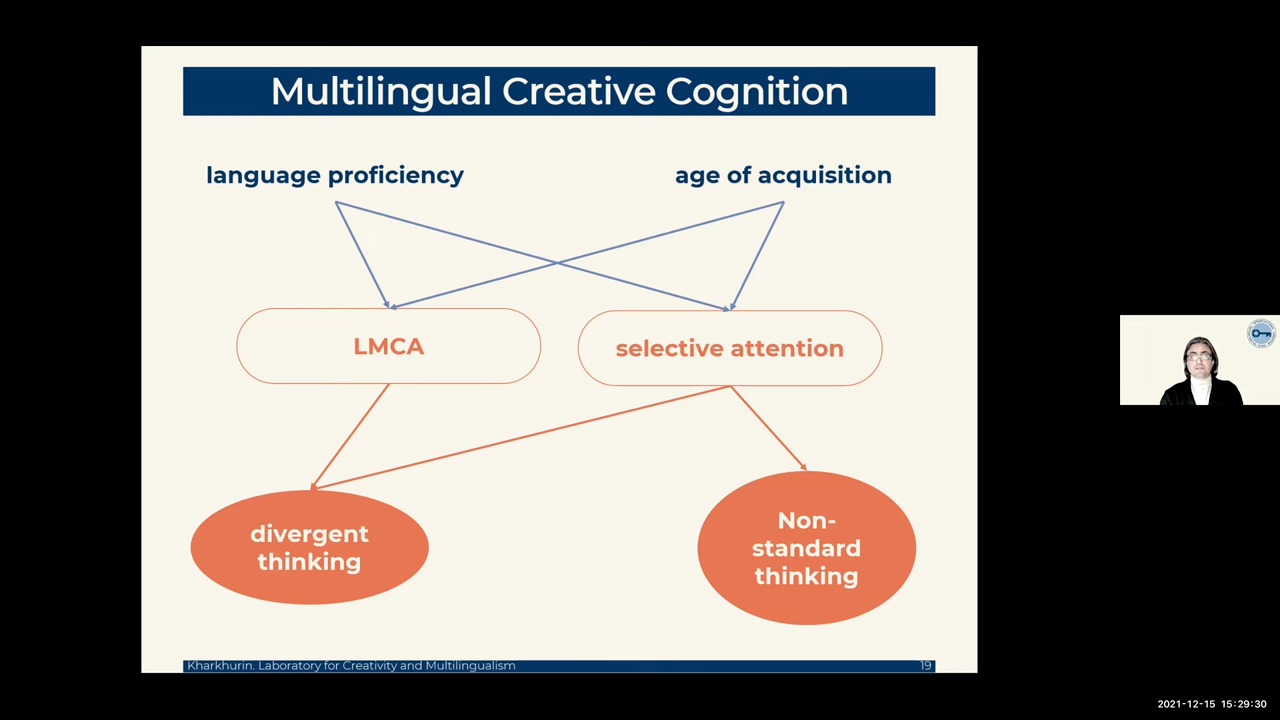 Multilingual Creative Cognition
language proficiency
age of acquisition
LMCA
selective attention
divergent
thinking
Non-
standard
thinking
Kharkhurin. Laboratory for Creativity and Multilingualism
19
2021-12-15 15:29:30